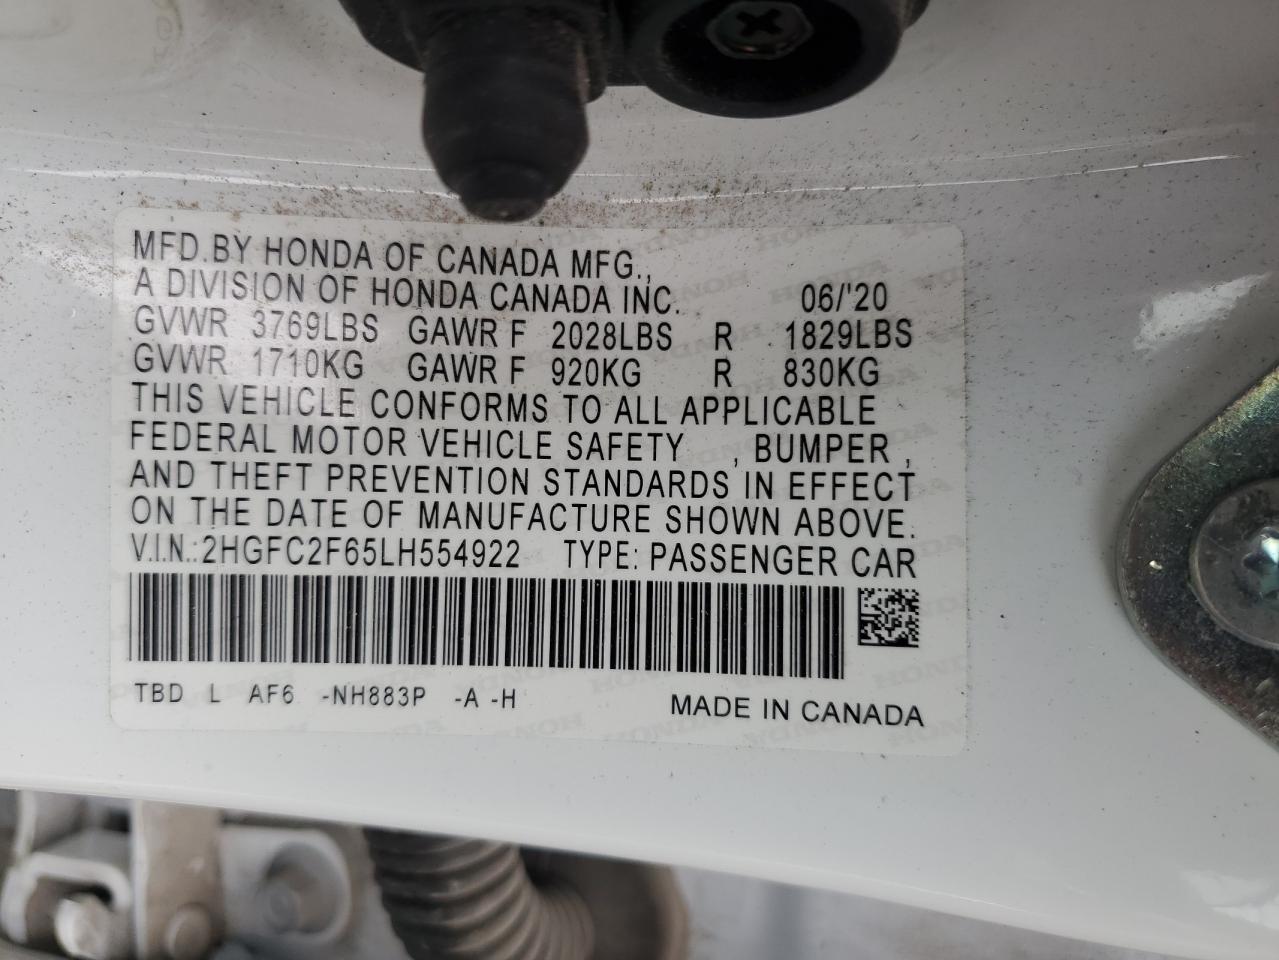 MFD.BY HONDA OF CANADA MFG.,
A DIVISION OF HONDA CANADA INC. 06/'20
GVWR 3769LBS GAWR F 2028LBS R 1829LBS
GVWR 1710KG GAWR F 920KG R 830KG
THIS VEHICLE CONFORMS TO ALL APPLICABLE
FEDERAL MOTOR VEHICLE SAFETY , BUMPER ,
AND THEFT PREVENTION STANDARDS IN EFFECT
ON THE DATE OF MANUFACTURE SHOWN ABOVE.
V.I.N.:2HGFC2F65LH554922 TYPE: PASSENGER CAR
TBD L AF6 -NH883P -A -H MADE IN CANADA